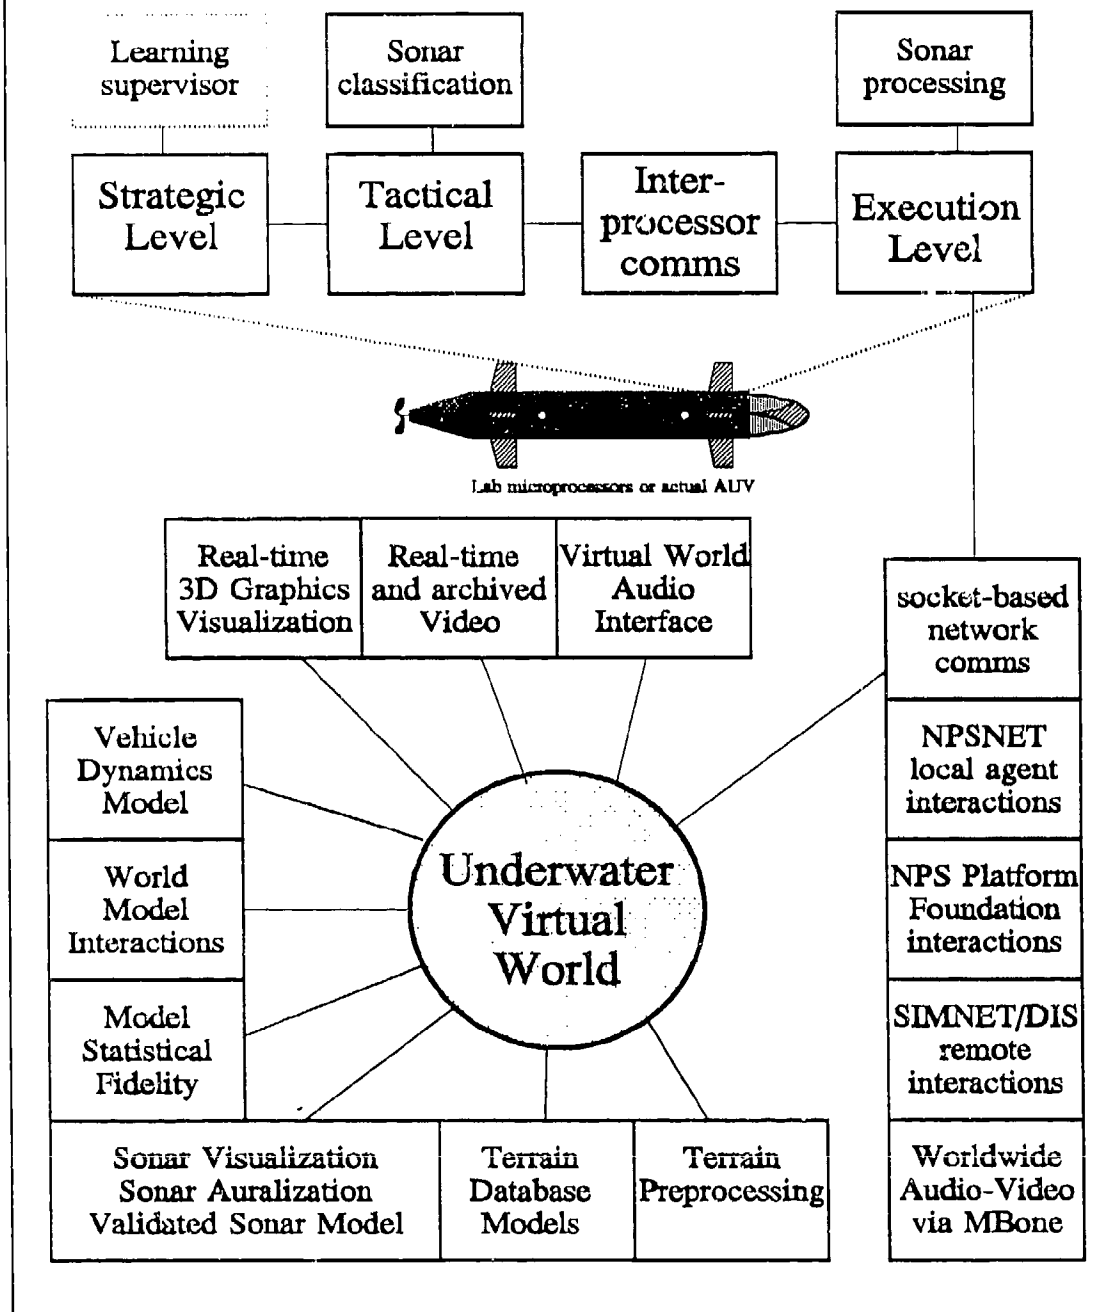 Learning
supervisor
Sonar
classification
Sonar
processing
Strategic
Level
Tactical
Level
Inter-
processor
comms
Execution
Level
Lab microprocessors or actual AUV
Real-time
3D Graphics
Visualization
Real-time
and archived
Video
Virtual World
Audio
Interface
socket-based
network
comms
Vehicle
Dynamics
Model
NPSNET
local agent
interactions
World
Model
Interactions
Underwater
Virtual
World
NPS Platform
Foundation
interactions
Model
Statistical
Fidelity
SIMNET/DIS
remote
interactions
Sonar Visualization
Sonar Auralization
Validated Sonar Model
Terrain
Database
Models
Terrain
Preprocessing
Worldwide
Audio-Video
via MBone